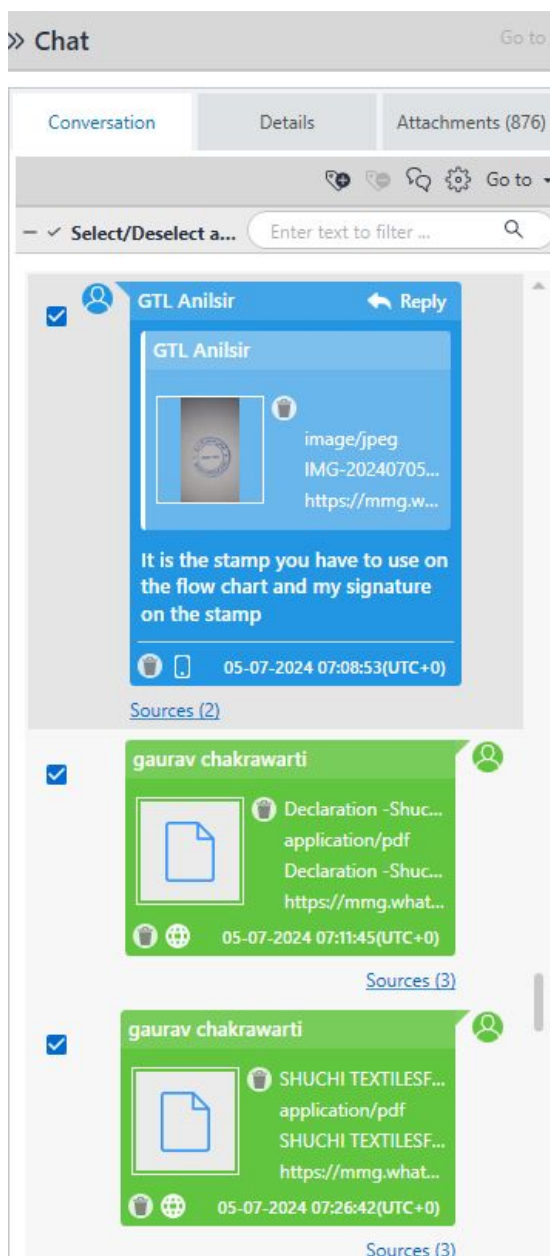 Chat
Go to
Conversation
Details
Attachments (876)
Go to
Select/Deselect a...
Enter text to filter ...
GTL Anilsir
Reply
GTL Anilsir
image/jpeg
IMG-20240705...
https://mmg.w...
It is the stamp you have to use on
the flow chart and my signature
on the stamp
05-07-2024 07:08:53(UTC+0)
Sources (2)
gaurav chakrawarti
Declaration -Shuc...
application/pdf
Declaration -Shuc...
https://mmg.what...
05-07-2024 07:11:45(UTC+0)
Sources (3)
gaurav chakrawarti
SHUCHI TEXTILESF...
application/pdf
SHUCHI TEXTILESF...
https://mmg.what...
05-07-2024 07:26:42(UTC+0)
Sources (3)